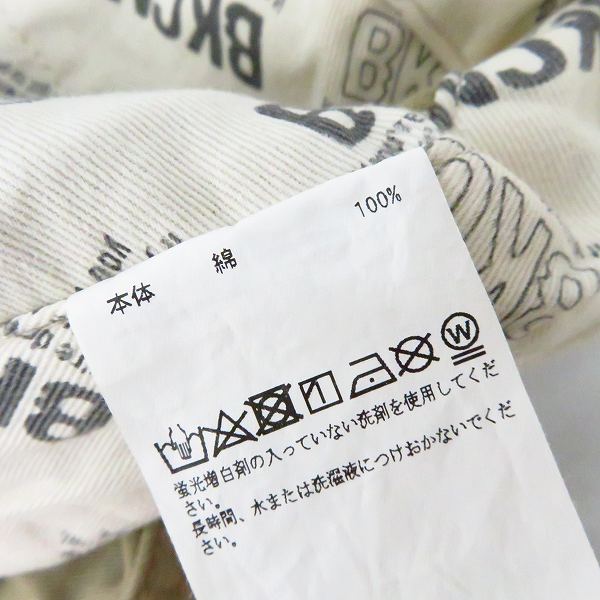 BKC
BK
本体 綿 100%
W
蛍光増白剤の入っていない洗剤を使用してくだ
さい。
長時間、水または洗濯液につけおかないでくだ
さい。